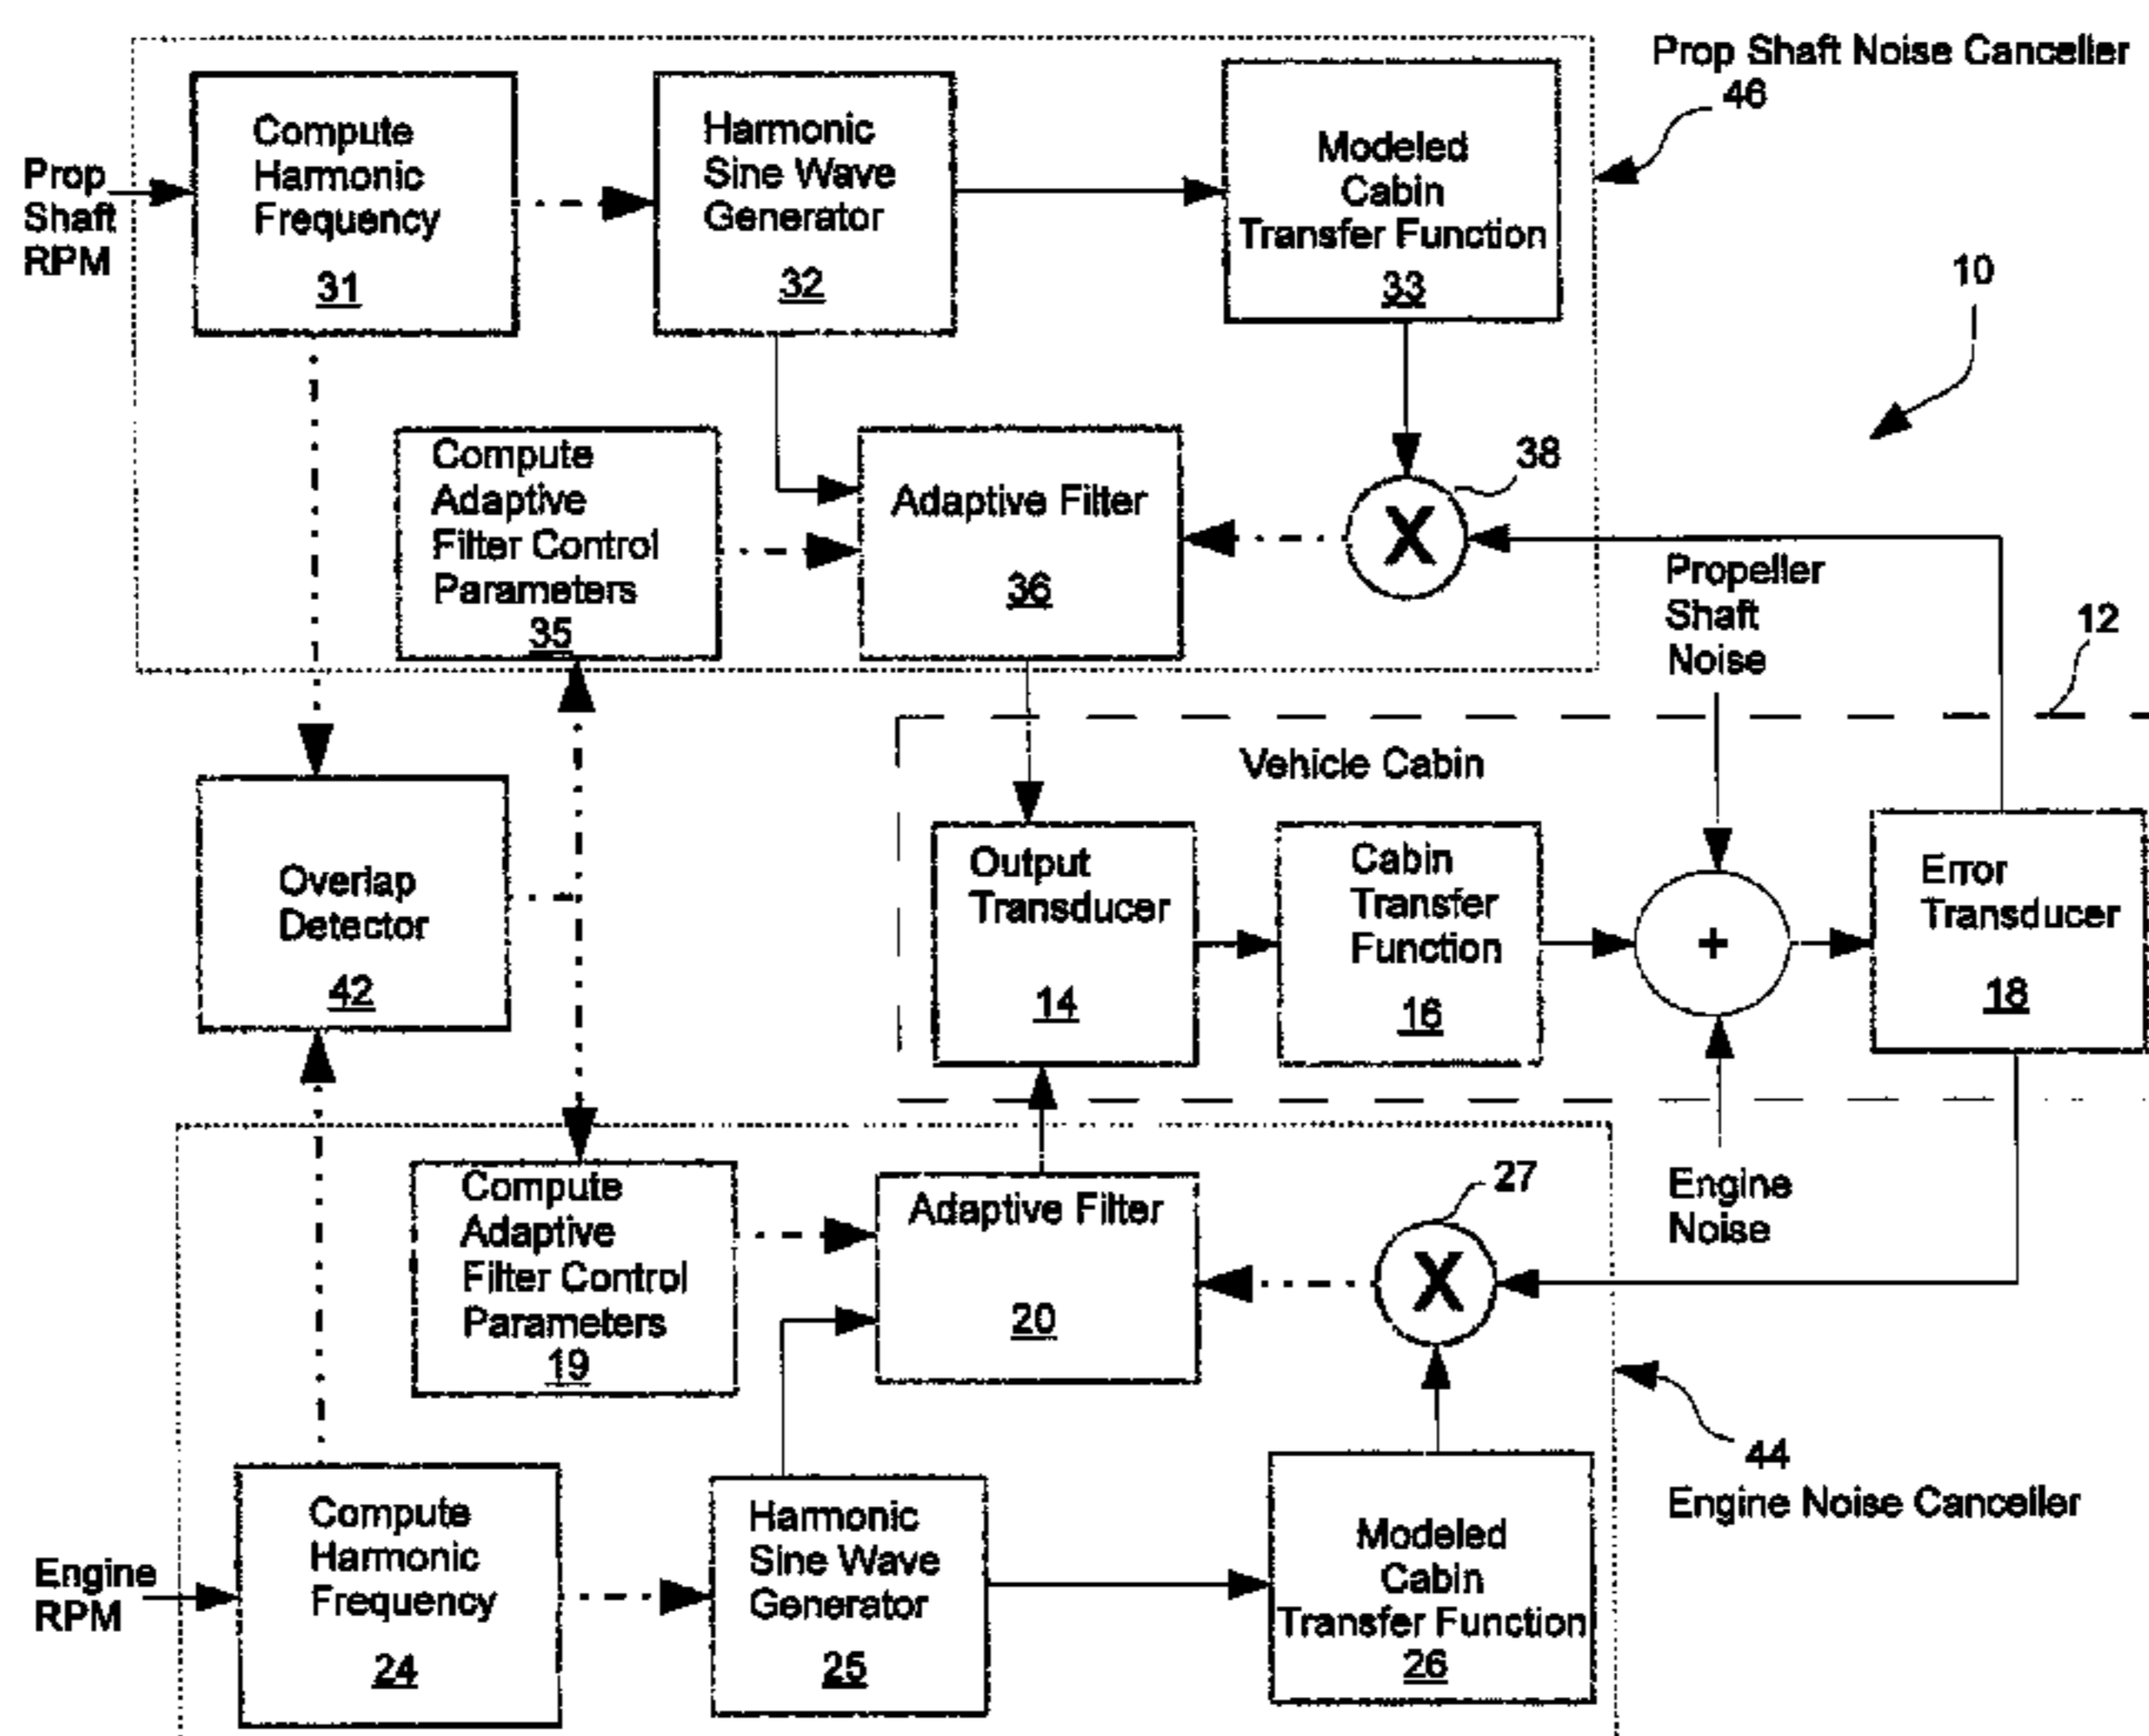 Prop Shaft Noise Canceller
46
Compute
Harmonic
Frequency
31
Harmonic
Sine Wave
Generator
32
Modeled
Cabin
Transfer Function
33
Prop
Shaft
RPM
10
Compute
Adaptive
Filter Control
Parameters
35
Adaptive Filter
36
X
38
Propeller
Shaft
Noise
12
Vehicle Cabin
Overlap
Detector
42
Output
Transducer
14
Cabin
Transfer
Function
16
+
Error
Transducer
18
Compute
Adaptive
Filter Control
Parameters
19
Adaptive Filter
20
X
27
Engine
Noise
44
Engine Noise Canceller
Engine
RPM
Compute
Harmonic
Frequency
24
Harmonic
Sine Wave
Generator
25
Modeled
Cabin
Transfer Function
26